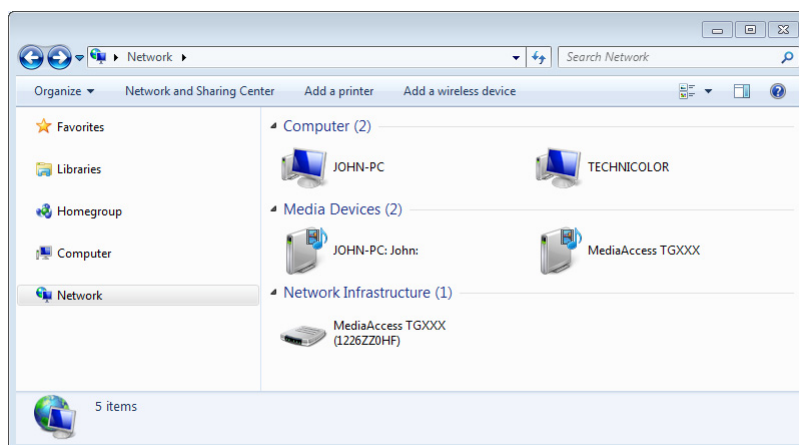 Network
Search Network
Organize
Network and Sharing Center
Add a printer
Add a wireless device
Favorites
Libraries
Homegroup
Computer
Network
Computer (2)
JOHN-PC
TECHNICOLOR
Media Devices (2)
JOHN-PC: John:
MediaAccess TGXXX
Network Infrastructure (1)
MediaAccess TGXXX
(1226ZZ0HF)
5 items